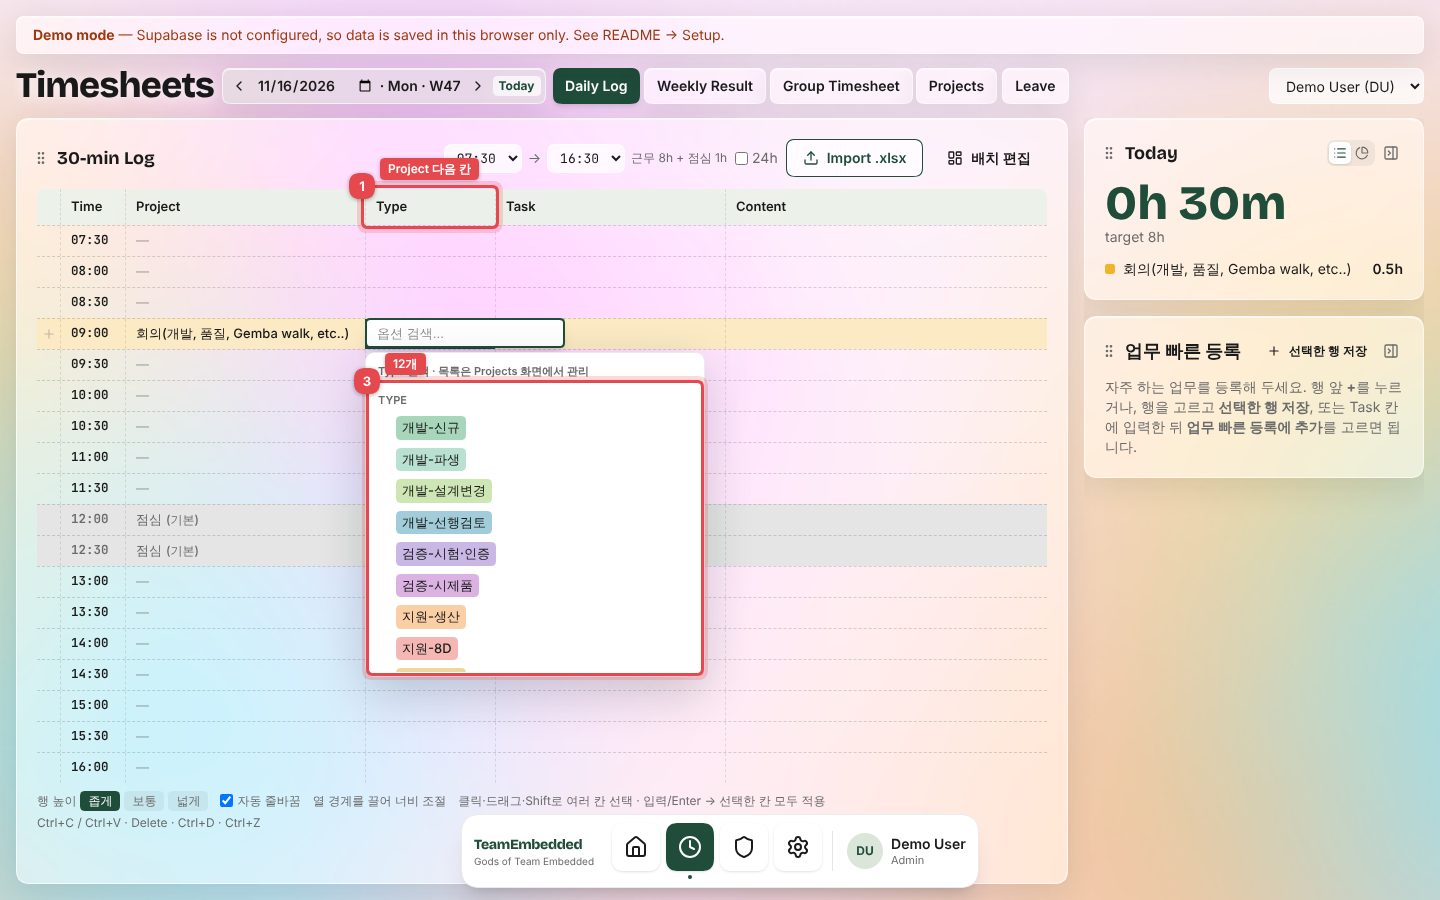 Demo mode — Supabase is not configured, so data is saved in this browser only. See README → Setup.
Timesheets
11/16/2026 · Mon · W47 Today
Daily Log
Weekly Result
Group Timesheet
Projects
Leave
Demo User (DU)
30-min Log
07:30 → 16:30 근무 8h + 점심 1h 24h
Import .xlsx
배치 편집
Project 다음 칸
1
Time Project Type Task Content
07:30 —
08:00 —
08:30 —
+ 09:00 회의(개발, 품질, Gemba walk, etc..) 옵션 검색...
09:30 —
10:00 —
10:30 —
11:00 —
11:30 —
12:00 점심 (기본)
12:30 점심 (기본)
13:00 —
13:30 —
14:00 —
14:30 —
15:00 —
15:30 —
16:00 —
12개
3
· 목록은 Projects 화면에서 관리
TYPE
개발-신규
개발-파생
개발-설계변경
개발-선행검토
검증-시험·인증
검증-시제품
지원-생산
지원-8D
행 높이 좁게 보통 넓게 자동 줄바꿈 열 경계를 끌어 너비 조절 클릭·드래그·Shift로 여러 칸 선택 · 입력/Enter → 선택한 칸 모두 적용
Ctrl+C / Ctrl+V · Delete · Ctrl+D · Ctrl+Z
Today
0h 30m
target 8h
회의(개발, 품질, Gemba walk, etc..) 0.5h
업무 빠른 등록
+ 선택한 행 저장
자주 하는 업무를 등록해 두세요. 행 앞 +를 누르
거나, 행을 고르고 선택한 행 저장, 또는 Task 칸
에 입력한 뒤 업무 빠른 등록에 추가를 고르면 됩
니다.
TeamEmbedded
Gods of Team Embedded
DU
Demo User
Admin